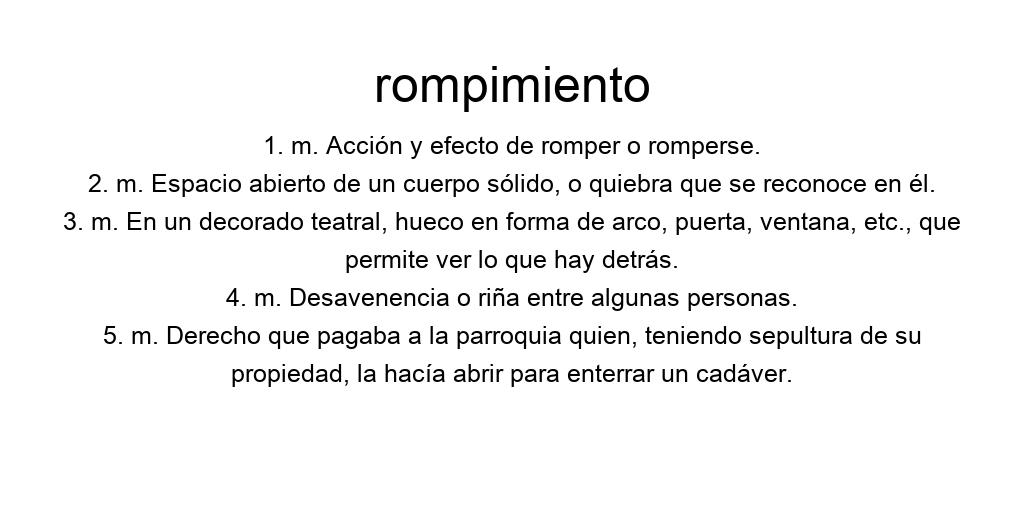 rompimiento
1. m. Acción y efecto de romper o romperse.
2. m. Espacio abierto de un cuerpo sólido, o quiebra que se reconoce en él.
3. m. En un decorado teatral, hueco en forma de arco, puerta, ventana, etc., que
permite ver lo que hay detrás.
4. m. Desavenencia o riña entre algunas personas.
5. m. Derecho que pagaba a la parroquia quien, teniendo sepultura de su
propiedad, la hacía abrir para enterrar un cadáver.